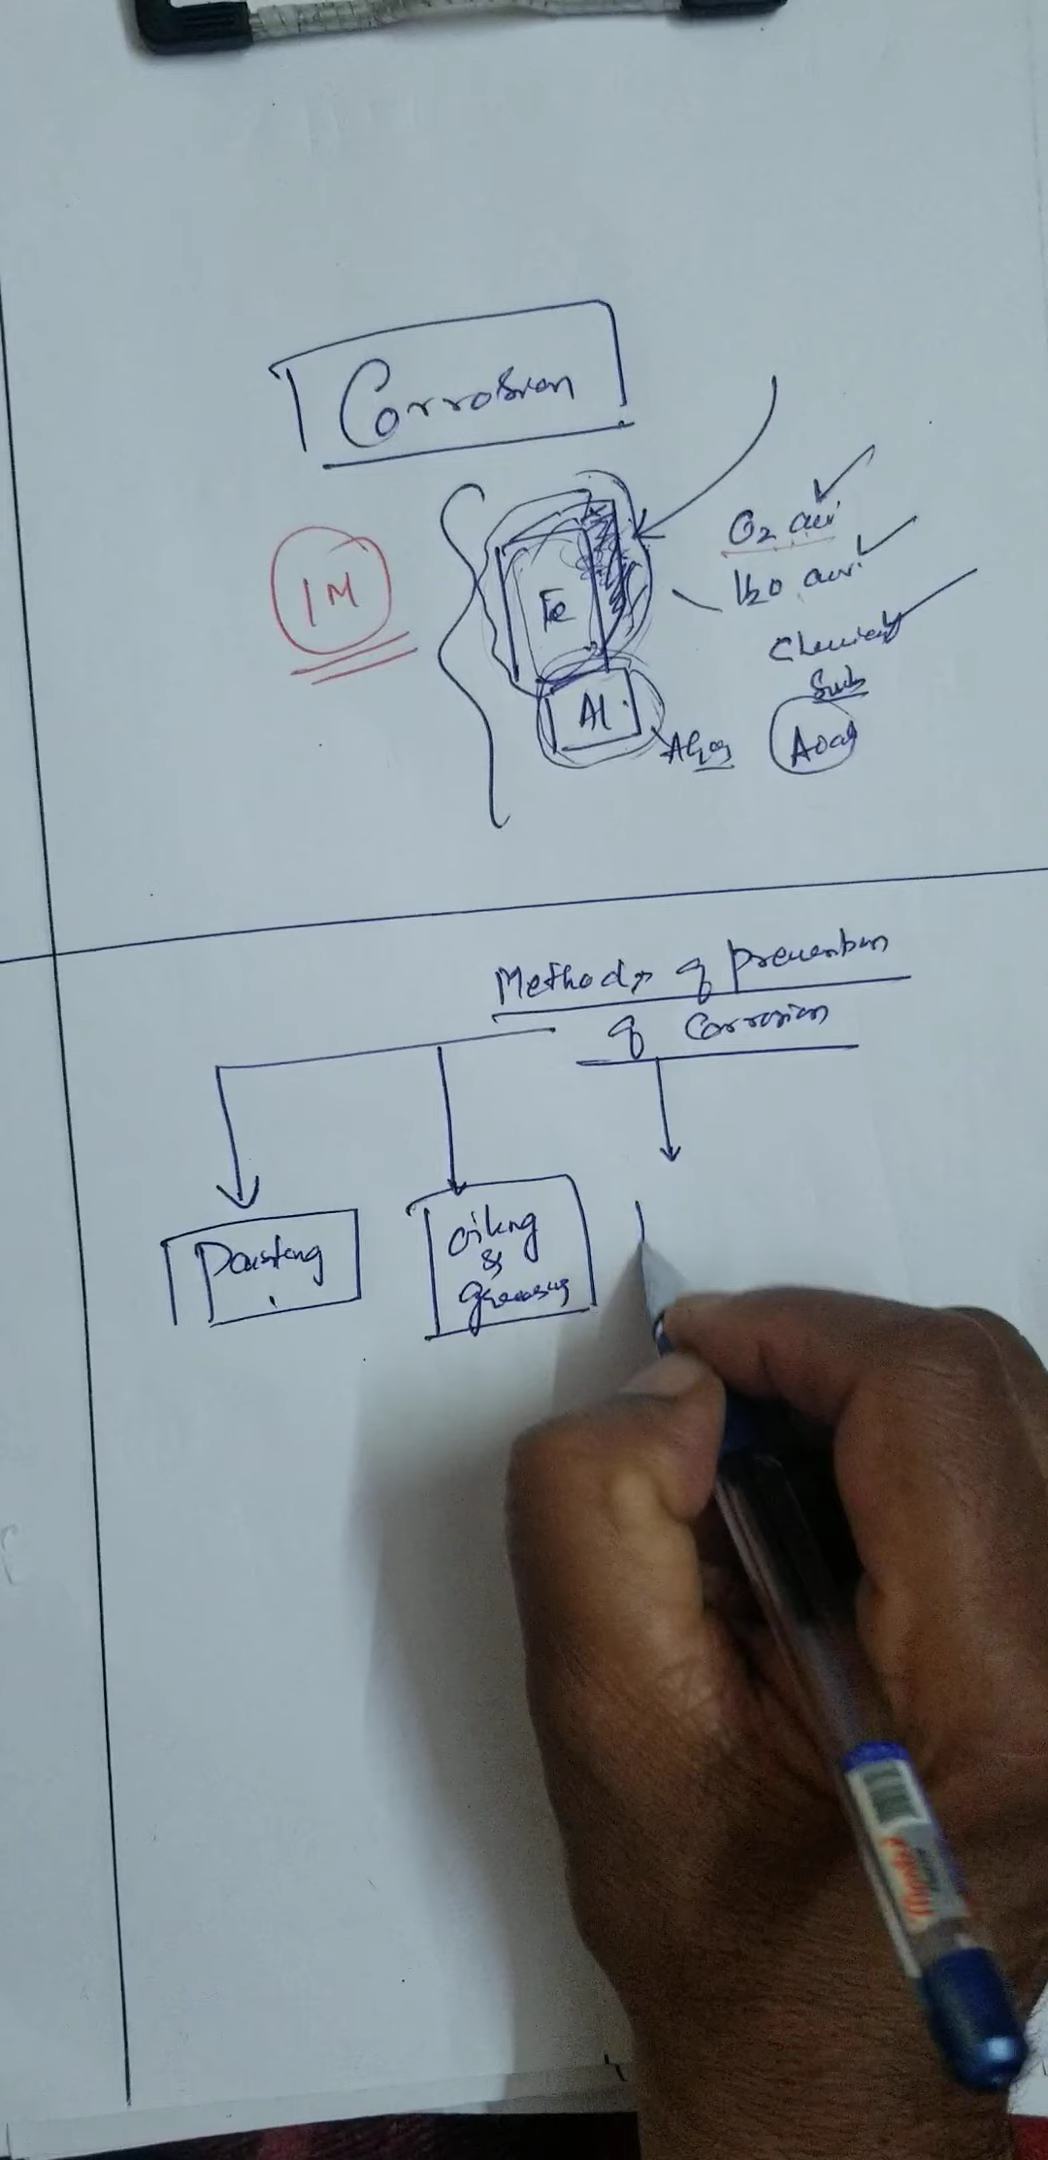 Corrosion
1M
Fe
O2 air
H2O air
Chemical
Sub
Al
Acid
Methods of prevention
of Corrosion
Painting
Oiling
&
Greasing